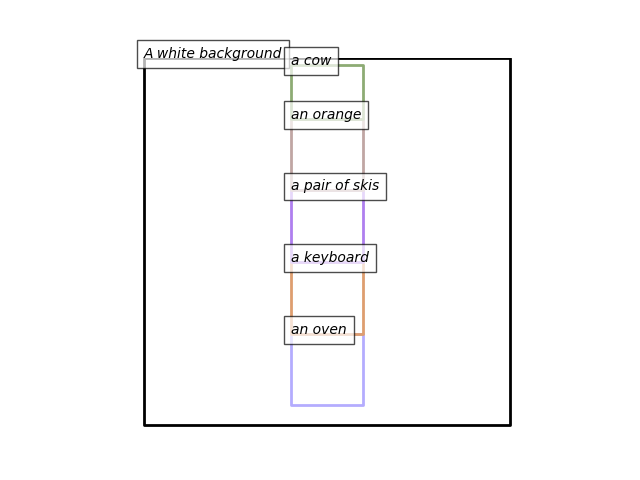 A white background
a cow
an orange
a pair of skis
a keyboard
an oven